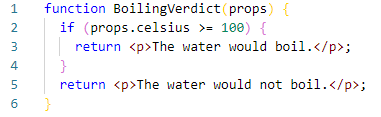 1 function BoilingVerdict(props) {
2   if (props.celsius >= 100) {
3     return <p>The water would boil.</p>;
4   }
5   return <p>The water would not boil.</p>;
6 }